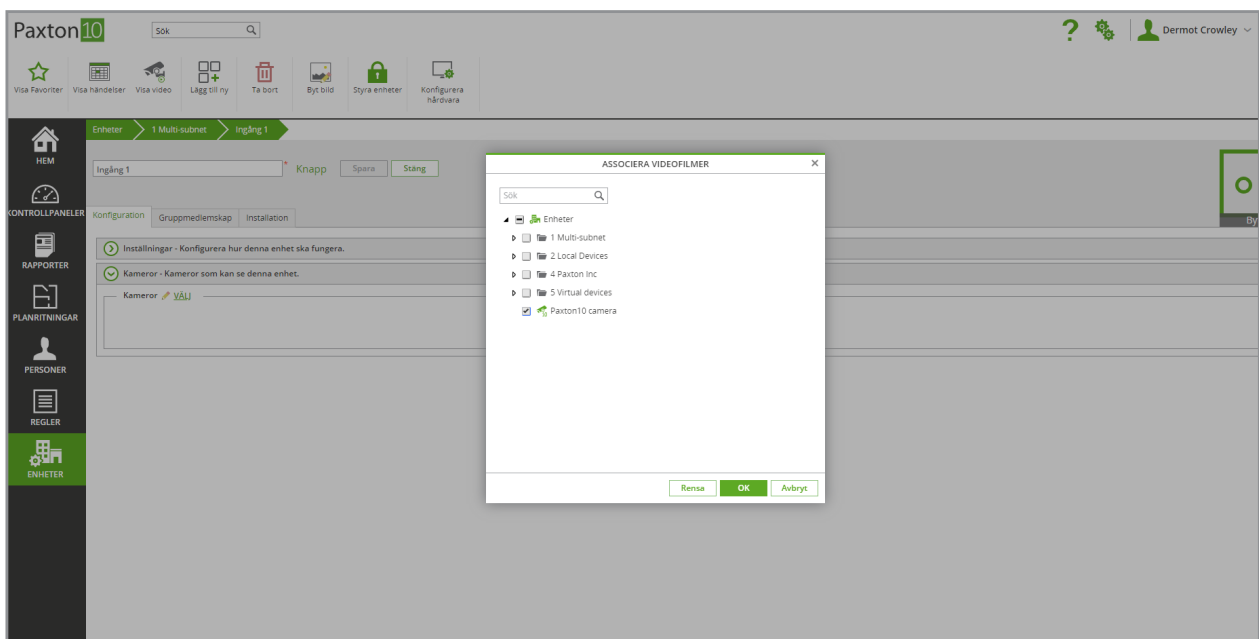 Paxton10
Sök
?
Dermot Crowley
Visa Favoriter
Visa händelser
Visa video
Lägg till ny
Ta bort
Byt bild
Styra enheter
Konfigurera
hårdvara
HEM
KONTROLLPANELER
RAPPORTER
PLANRITNINGAR
PERSONER
REGLER
ENHETER
Enheter
1 Multi-subnet
Ingång 1
Ingång 1
*
Knapp
Spara
Stäng
By
Konfiguration
Gruppmedlemskap
Installation
Inställningar - Konfigurera hur denna enhet ska fungera.
Kameror - Kameror som kan se denna enhet.
Kameror VÄLJ
ASSOCIERA VIDEOFILMER
Sök
Enheter
1 Multi-subnet
2 Local Devices
4 Paxton Inc
5 Virtual devices
Paxton10 camera
Rensa
OK
Avbryt